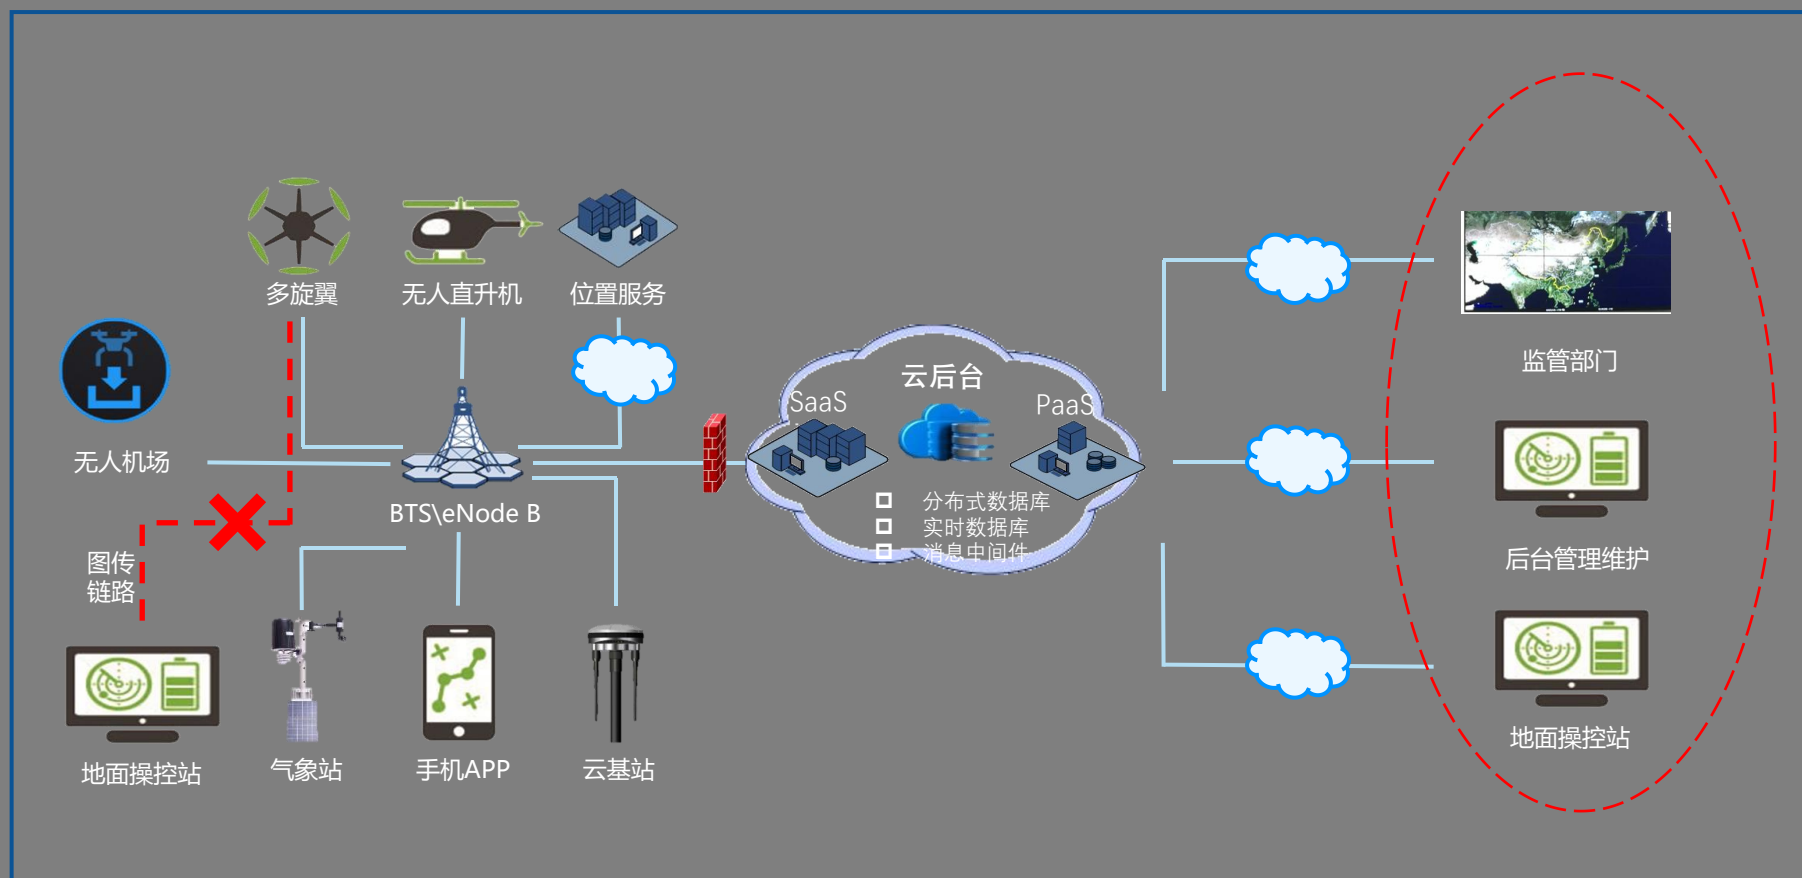 多旋翼
无人直升机
位置服务
无人机场
BTS\eNode B
图传
链路
地面操控站
气象站
手机APP
云基站
云后台
SaaS
PaaS
分布式数据库
实时数据库
消息中间件
监管部门
后台管理维护
地面操控站